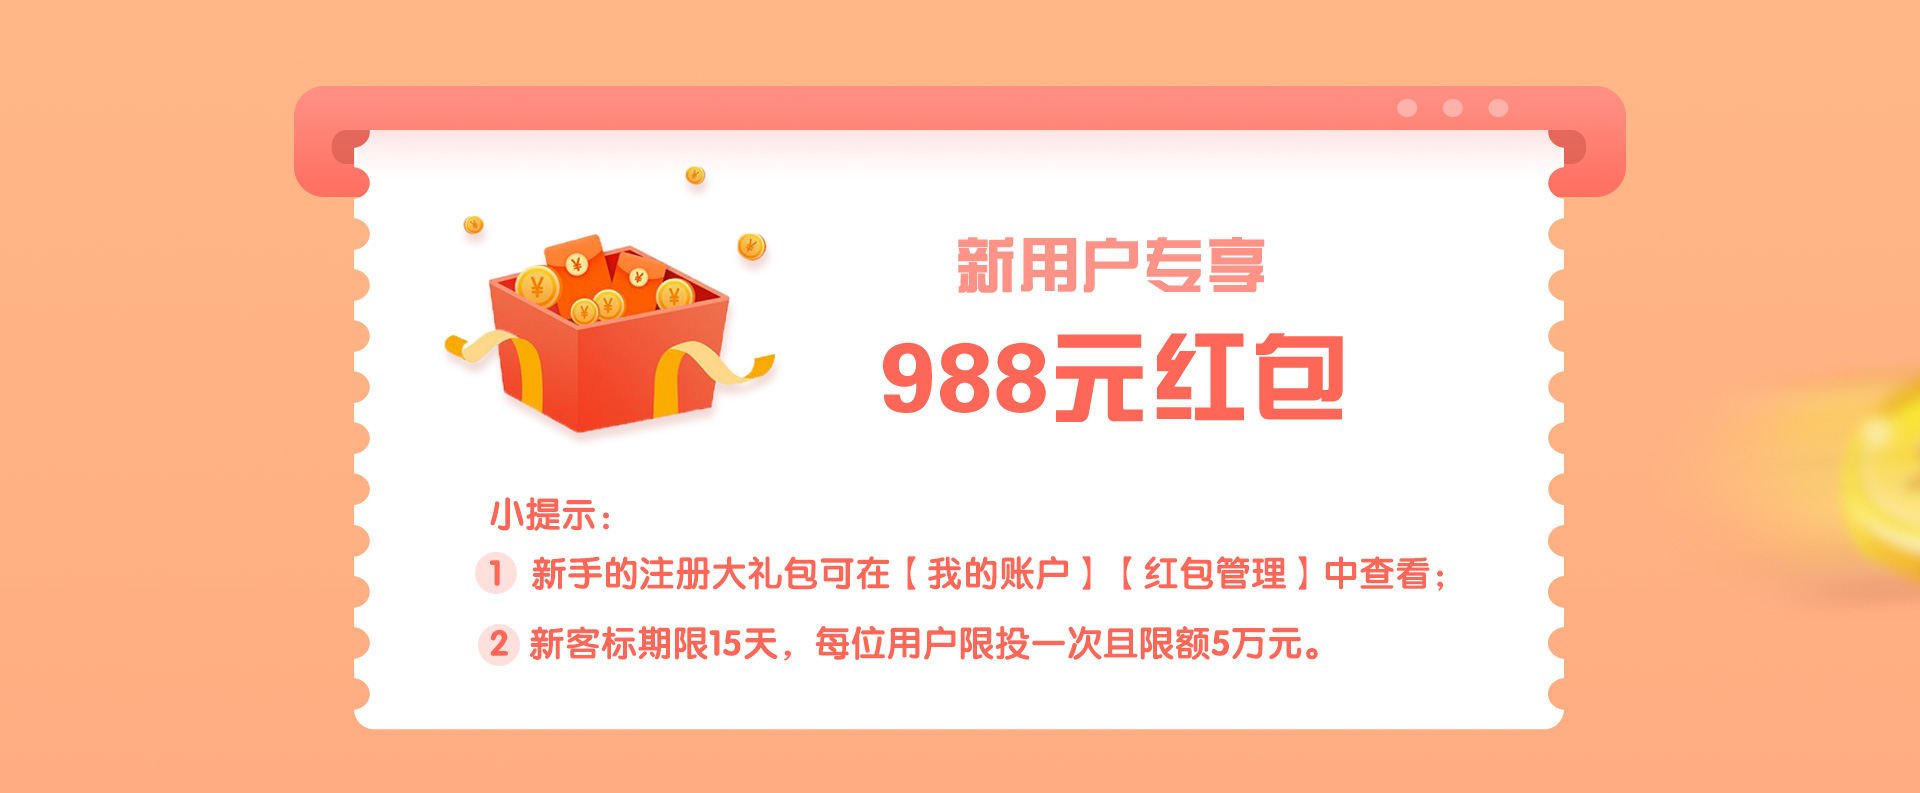 新用户专享
988元红包
小提示：
1 新手的注册大礼包可在【我的账户】【红包管理】中查看；
2 新客标期限15天，每位用户限投一次且限额5万元。